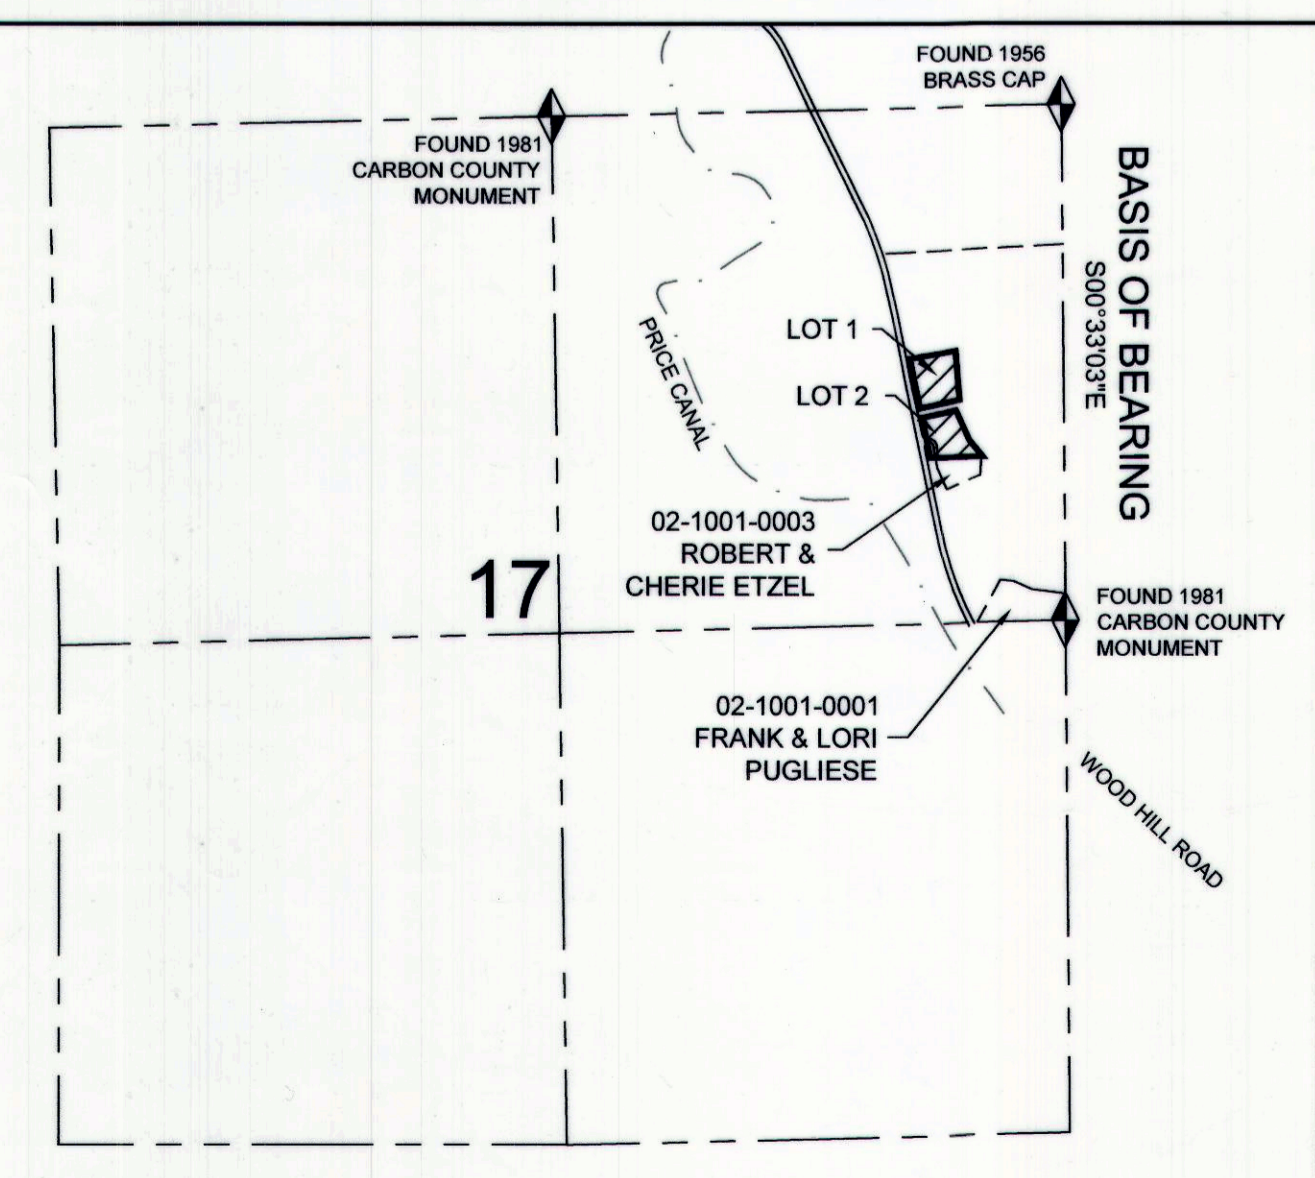 FOUND 1956
BRASS CAP
FOUND 1981
CARBON COUNTY
MONUMENT
BASIS OF BEARING
S00°33'03"E
LOT 1
PRICE CANAL
LOT 2
02-1001-0003
ROBERT &
CHERIE ETZEL
17
FOUND 1981
CARBON COUNTY
MONUMENT
02-1001-0001
FRANK & LORI
PUGLIESE
WOOD HILL ROAD